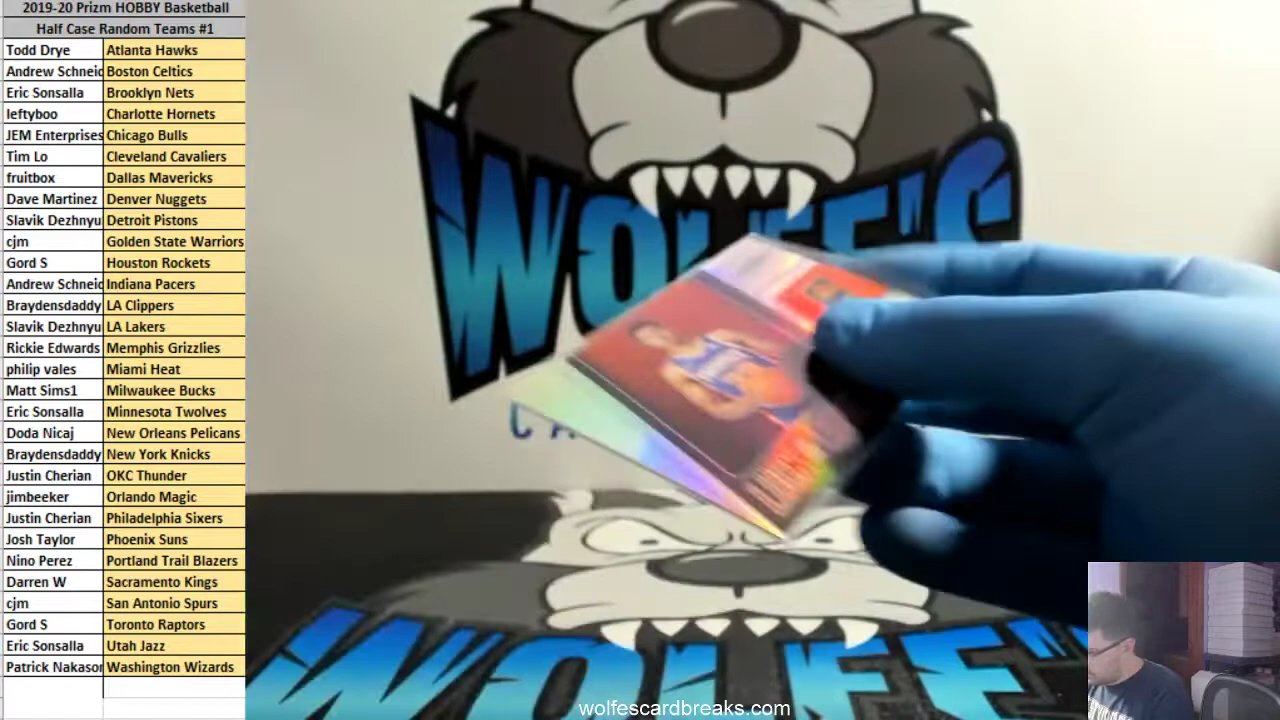 2019-20 Prizm HOBBY Basketball
Half Case Random Teams #1
Todd Drye Atlanta Hawks
Andrew Schneid Boston Celtics
Eric Sonsalla Brooklyn Nets
leftyboo Charlotte Hornets
JEM Enterprises Chicago Bulls
Tim Lo Cleveland Cavaliers
fruitbox Dallas Mavericks
Dave Martinez Denver Nuggets
Slavik Dezhnyu Detroit Pistons
cjm Golden State Warriors
Gord S Houston Rockets
Andrew Schneid Indiana Pacers
Braydensdaddy LA Clippers
Slavik Dezhnyu LA Lakers
Rickie Edwards Memphis Grizzlies
philip vales Miami Heat
Matt Sims1 Milwaukee Bucks
Eric Sonsalla Minnesota Twolves
Doda Nicaj New Orleans Pelicans
Braydensdaddy New York Knicks
Justin Cherian OKC Thunder
jimbeeker Orlando Magic
Justin Cherian Philadelphia Sixers
Josh Taylor Phoenix Suns
Nino Perez Portland Trail Blazers
Darren W Sacramento Kings
cjm San Antonio Spurs
Gord S Toronto Raptors
Eric Sonsalla Utah Jazz
Patrick Nakasor Washington Wizards
WOLFE'S
WOLFE'
wolfescardbreaks.com